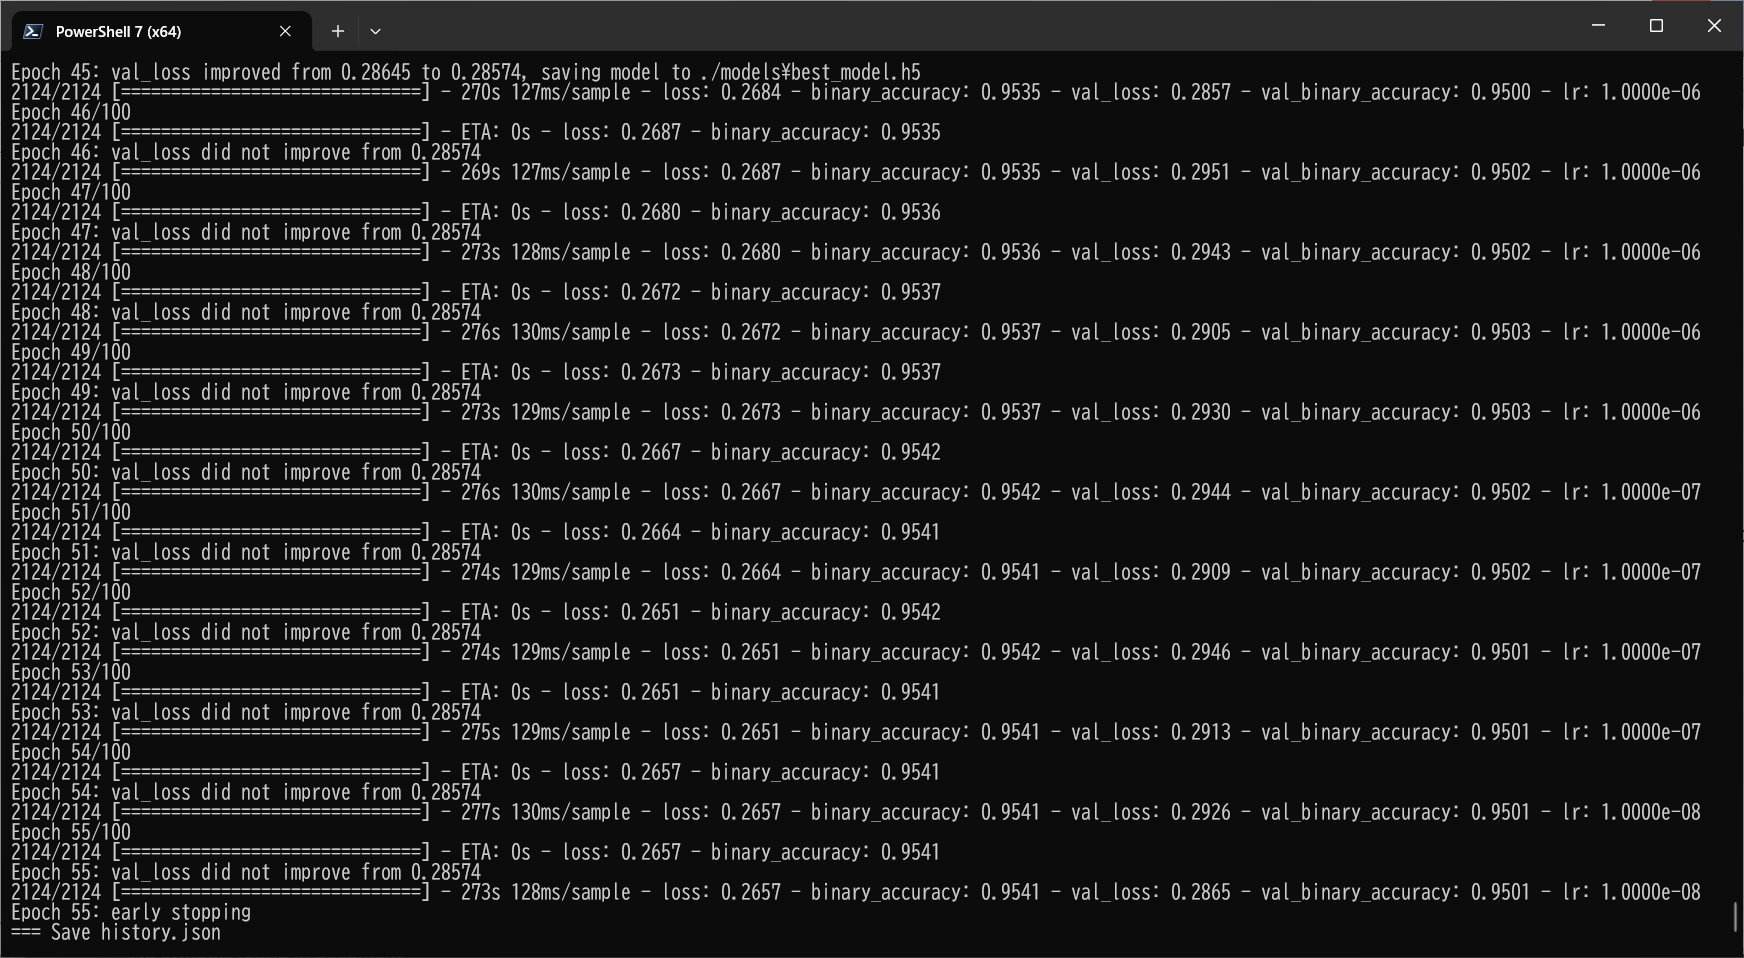 PowerShell 7 (x64)
Epoch 45: val_loss improved from 0.28645 to 0.28574, saving model to ./models¥best_model.h5
2124/2124 [==============================] - 270s 127ms/sample - loss: 0.2684 - binary_accuracy: 0.9535 - val_loss: 0.2857 - val_binary_accuracy: 0.9500 - lr: 1.0000e-06
Epoch 46/100
2124/2124 [==============================] - ETA: 0s - loss: 0.2687 - binary_accuracy: 0.9535
Epoch 46: val_loss did not improve from 0.28574
2124/2124 [==============================] - 269s 127ms/sample - loss: 0.2687 - binary_accuracy: 0.9535 - val_loss: 0.2951 - val_binary_accuracy: 0.9502 - lr: 1.0000e-06
Epoch 47/100
2124/2124 [==============================] - ETA: 0s - loss: 0.2680 - binary_accuracy: 0.9536
Epoch 47: val_loss did not improve from 0.28574
2124/2124 [==============================] - 273s 128ms/sample - loss: 0.2680 - binary_accuracy: 0.9536 - val_loss: 0.2943 - val_binary_accuracy: 0.9502 - lr: 1.0000e-06
Epoch 48/100
2124/2124 [==============================] - ETA: 0s - loss: 0.2672 - binary_accuracy: 0.9537
Epoch 48: val_loss did not improve from 0.28574
2124/2124 [==============================] - 276s 130ms/sample - loss: 0.2672 - binary_accuracy: 0.9537 - val_loss: 0.2905 - val_binary_accuracy: 0.9503 - lr: 1.0000e-06
Epoch 49/100
2124/2124 [==============================] - ETA: 0s - loss: 0.2673 - binary_accuracy: 0.9537
Epoch 49: val_loss did not improve from 0.28574
2124/2124 [==============================] - 273s 129ms/sample - loss: 0.2673 - binary_accuracy: 0.9537 - val_loss: 0.2930 - val_binary_accuracy: 0.9503 - lr: 1.0000e-06
Epoch 50/100
2124/2124 [==============================] - ETA: 0s - loss: 0.2667 - binary_accuracy: 0.9542
Epoch 50: val_loss did not improve from 0.28574
2124/2124 [==============================] - 276s 130ms/sample - loss: 0.2667 - binary_accuracy: 0.9542 - val_loss: 0.2944 - val_binary_accuracy: 0.9502 - lr: 1.0000e-07
Epoch 51/100
2124/2124 [==============================] - ETA: 0s - loss: 0.2664 - binary_accuracy: 0.9541
Epoch 51: val_loss did not improve from 0.28574
2124/2124 [==============================] - 274s 129ms/sample - loss: 0.2664 - binary_accuracy: 0.9541 - val_loss: 0.2909 - val_binary_accuracy: 0.9502 - lr: 1.0000e-07
Epoch 52/100
2124/2124 [==============================] - ETA: 0s - loss: 0.2651 - binary_accuracy: 0.9542
Epoch 52: val_loss did not improve from 0.28574
2124/2124 [==============================] - 274s 129ms/sample - loss: 0.2651 - binary_accuracy: 0.9542 - val_loss: 0.2946 - val_binary_accuracy: 0.9501 - lr: 1.0000e-07
Epoch 53/100
2124/2124 [==============================] - ETA: 0s - loss: 0.2651 - binary_accuracy: 0.9541
Epoch 53: val_loss did not improve from 0.28574
2124/2124 [==============================] - 275s 129ms/sample - loss: 0.2651 - binary_accuracy: 0.9541 - val_loss: 0.2913 - val_binary_accuracy: 0.9501 - lr: 1.0000e-07
Epoch 54/100
2124/2124 [==============================] - ETA: 0s - loss: 0.2657 - binary_accuracy: 0.9541
Epoch 54: val_loss did not improve from 0.28574
2124/2124 [==============================] - 277s 130ms/sample - loss: 0.2657 - binary_accuracy: 0.9541 - val_loss: 0.2926 - val_binary_accuracy: 0.9501 - lr: 1.0000e-08
Epoch 55/100
2124/2124 [==============================] - ETA: 0s - loss: 0.2657 - binary_accuracy: 0.9541
Epoch 55: val_loss did not improve from 0.28574
2124/2124 [==============================] - 273s 128ms/sample - loss: 0.2657 - binary_accuracy: 0.9541 - val_loss: 0.2865 - val_binary_accuracy: 0.9501 - lr: 1.0000e-08
Epoch 55: early stopping
=== Save history.json